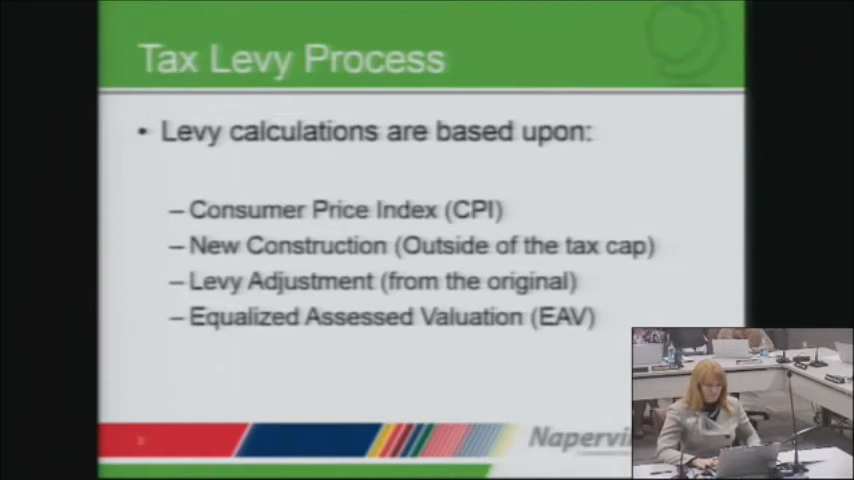 Tax Levy Process
• Levy calculations are based upon:
– Consumer Price Index (CPI)
– New Construction (Outside of the tax cap)
– Levy Adjustment (from the original)
– Equalized Assessed Valuation (EAV)
3